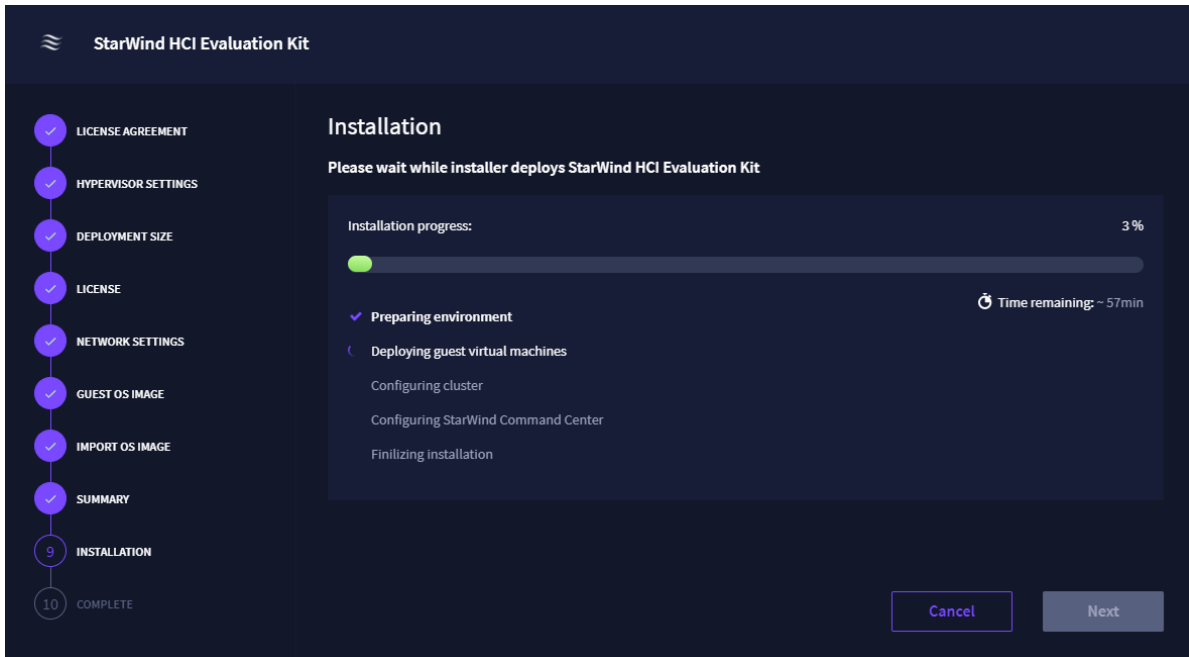 StarWind HCI Evaluation Kit
LICENSE AGREEMENT
HYPERVISOR SETTINGS
DEPLOYMENT SIZE
LICENSE
NETWORK SETTINGS
GUEST OS IMAGE
IMPORT OS IMAGE
SUMMARY
9 INSTALLATION
10 COMPLETE
Installation
Please wait while installer deploys StarWind HCI Evaluation Kit
Installation progress: 3 %
Time remaining: ~ 57min
Preparing environment
Deploying guest virtual machines
Configuring cluster
Configuring StarWind Command Center
Finilizing installation
Cancel Next